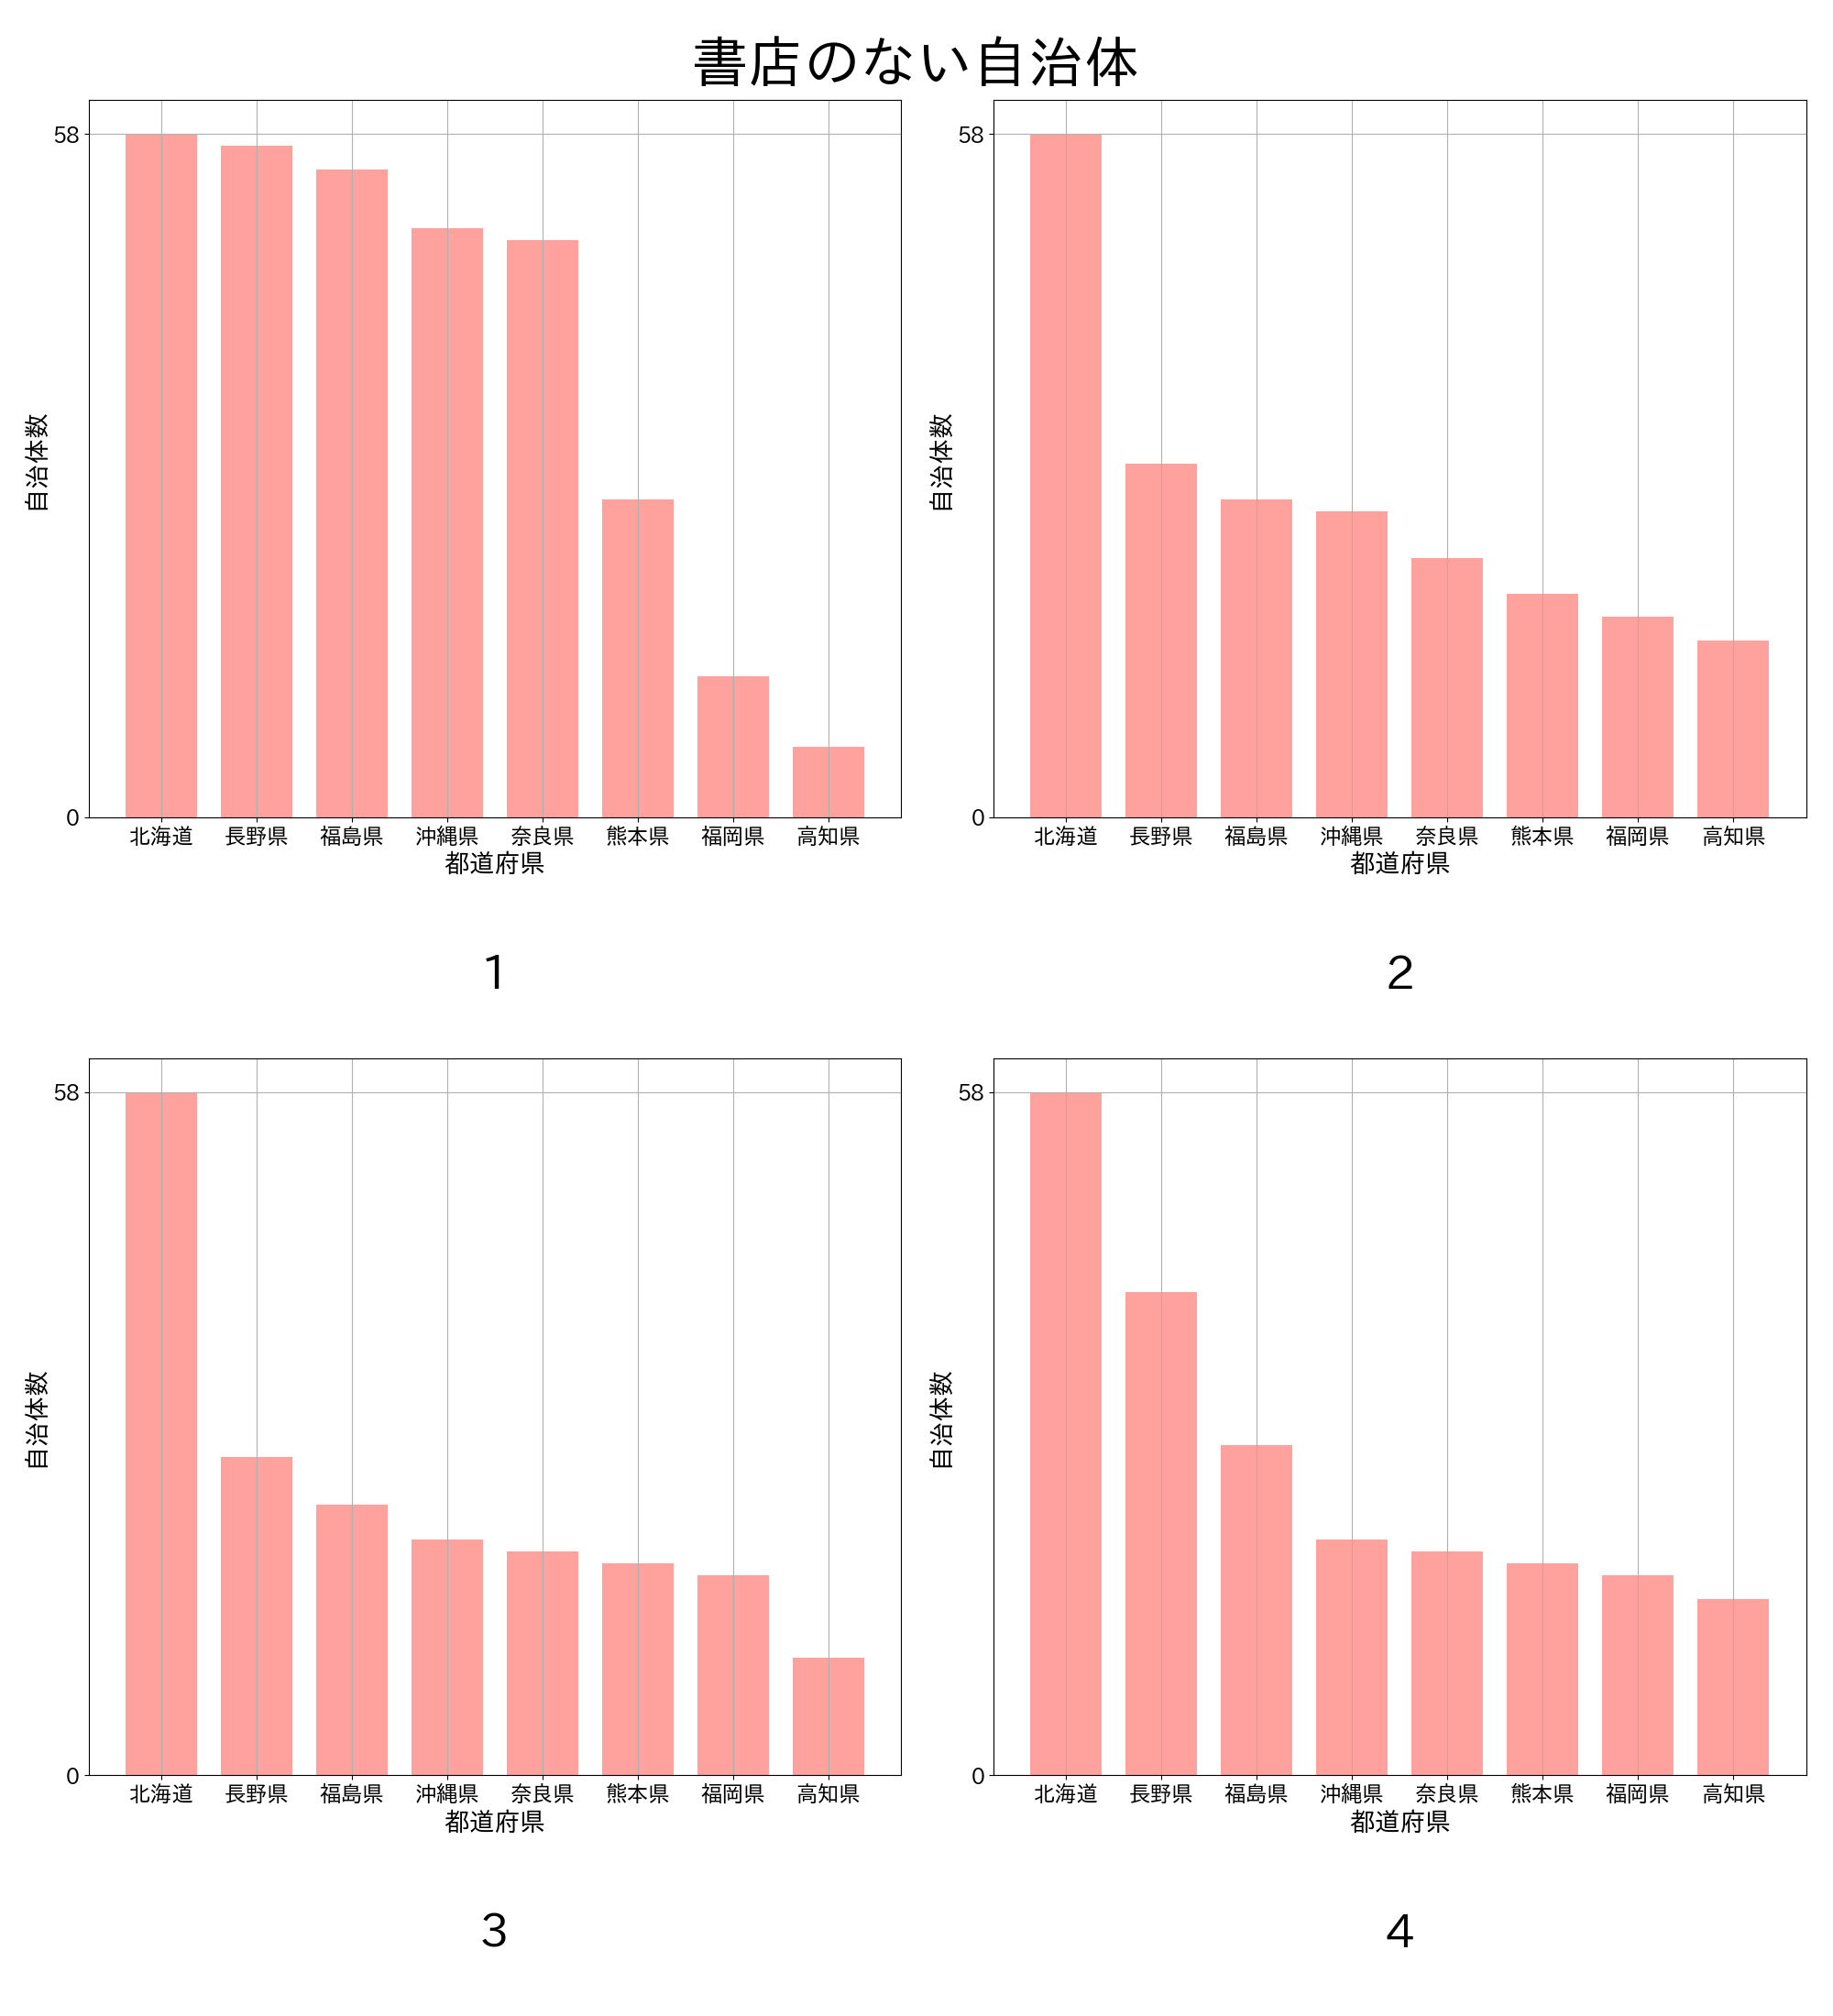 書店のない自治体
58
0
自治体数
北海道 長野県 福島県 沖縄県 奈良県 熊本県 福岡県 高知県
都道府県
1
58
0
自治体数
北海道 長野県 福島県 沖縄県 奈良県 熊本県 福岡県 高知県
都道府県
2
58
0
自治体数
北海道 長野県 福島県 沖縄県 奈良県 熊本県 福岡県 高知県
都道府県
3
58
0
自治体数
北海道 長野県 福島県 沖縄県 奈良県 熊本県 福岡県 高知県
都道府県
4